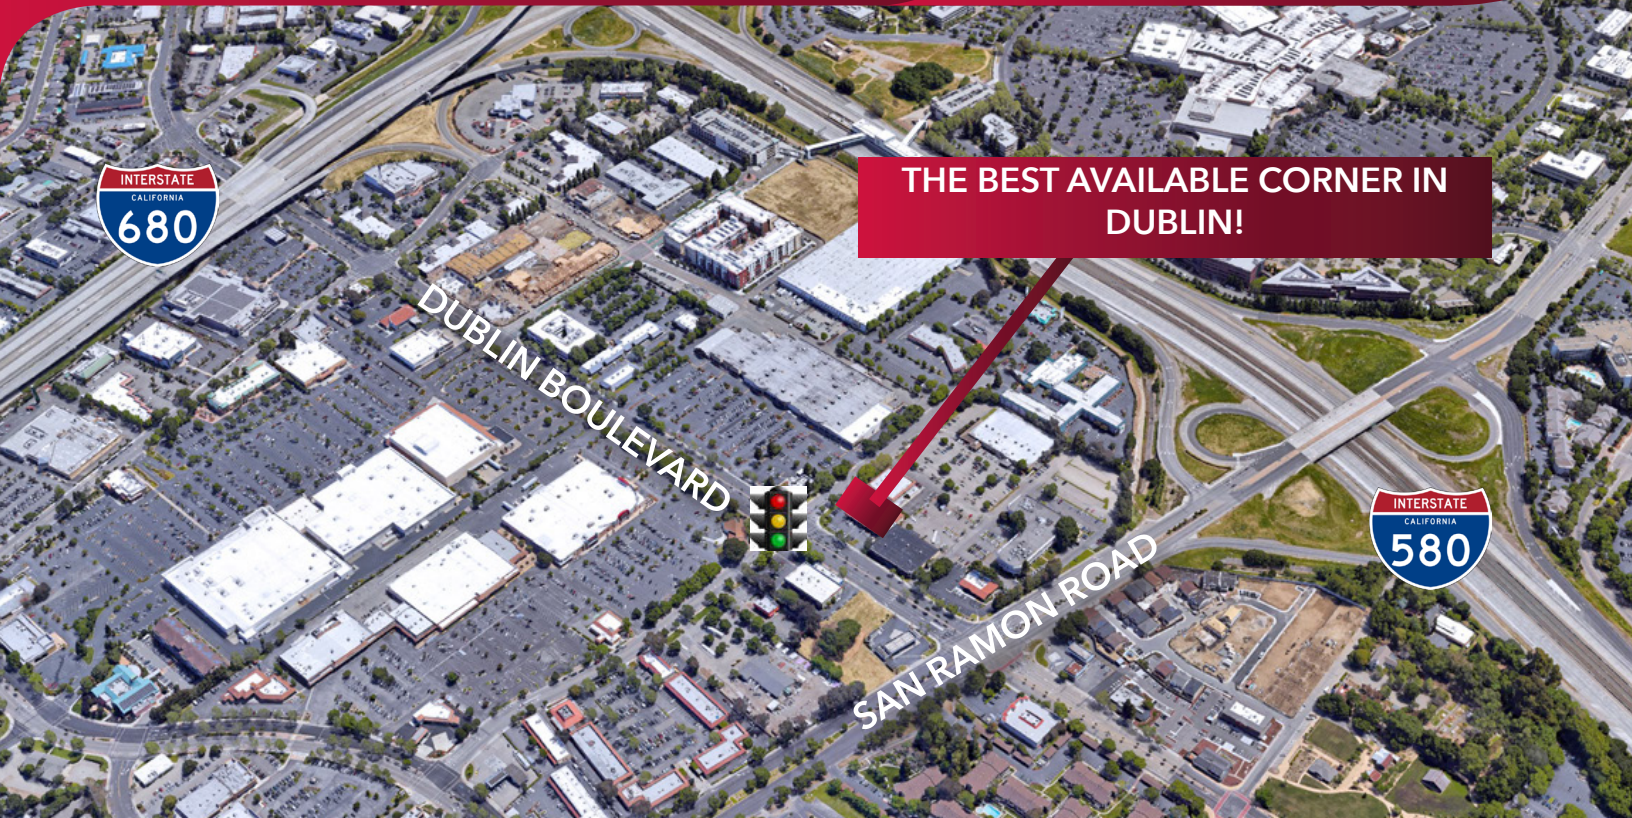 INTERSTATE
CALIFORNIA
680
THE BEST AVAILABLE CORNER IN
DUBLIN!
DUBLIN BOULEVARD
INTERSTATE
CALIFORNIA
580
SAN RAMON ROAD